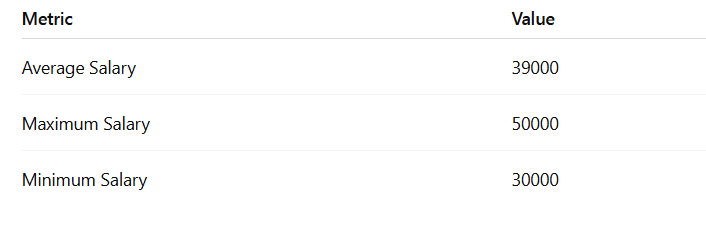 Metric Value
Average Salary 39000
Maximum Salary 50000
Minimum Salary 30000